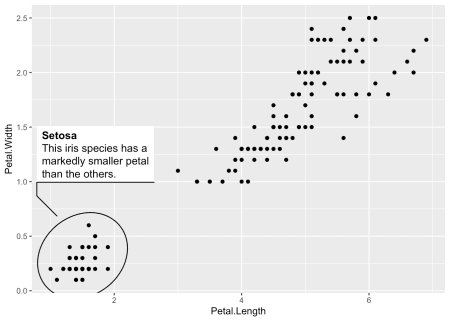 2.5
2.0
1.5
1.0
0.5
0.0
Petal.Width
Setosa
This iris species has a
markedly smaller petal
than the others.
2
4
6
Petal.Length